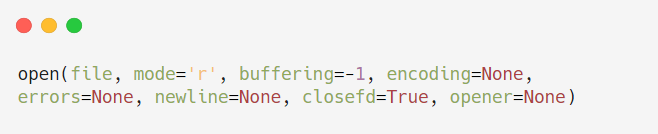 open(file, mode='r', buffering=-1, encoding=None,
errors=None, newline=None, closefd=True, opener=None)